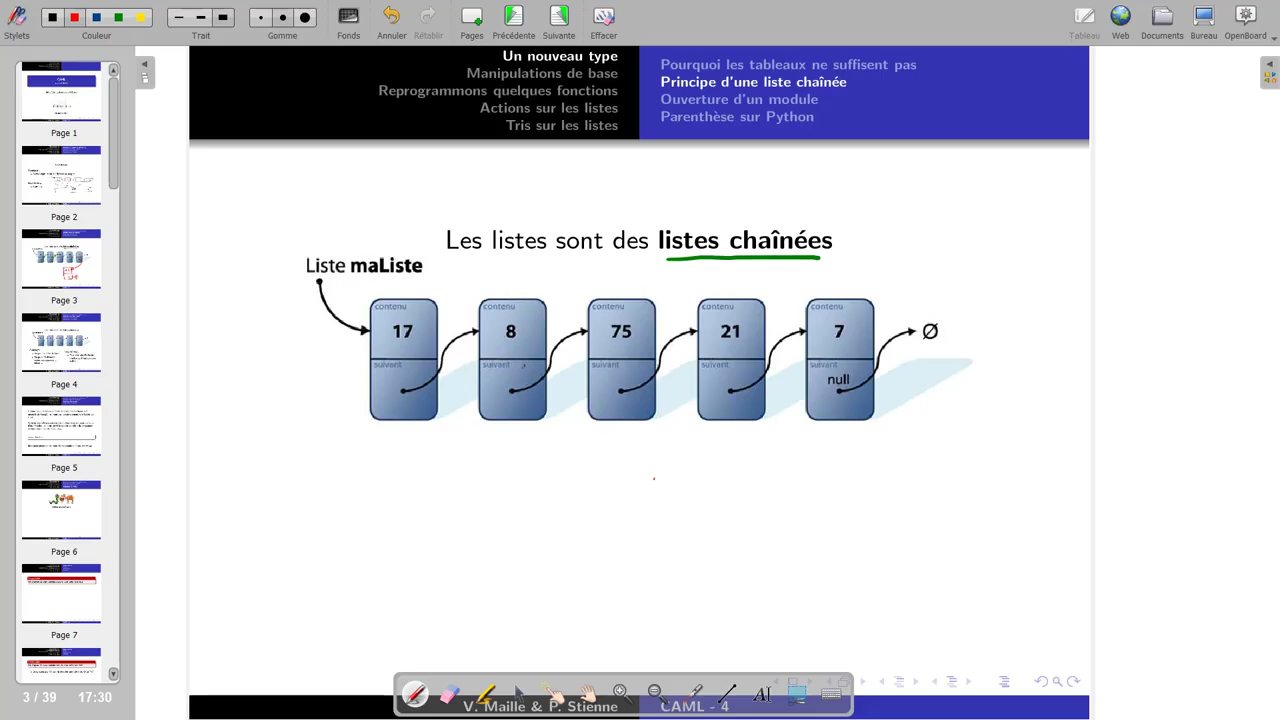 Stylets Couleur Trait Gomme Fonds Annuler Rétablir Pages Précédente Suivante Effacer Tableau Web Documents Bureau OpenBoard
Un nouveau type
Manipulations de base
Reprogrammons quelques fonctions
Actions sur les listes
Tris sur les listes
Pourquoi les tableaux ne suffisent pas
Principe d'une liste chaînée
Ouverture d'un module
Parenthèse sur Python
Page 1
Page 2
Page 3
Page 4
Page 5
Page 6
Page 7
Les listes sont des listes chaînées
Liste maListe
contenu contenu contenu contenu contenu
17 8 75 21 7 Ø
suivant suivant suivant suivant suivant
null
3 / 39 17:30
AI
V. Maille & P. Stienne CAML - 4